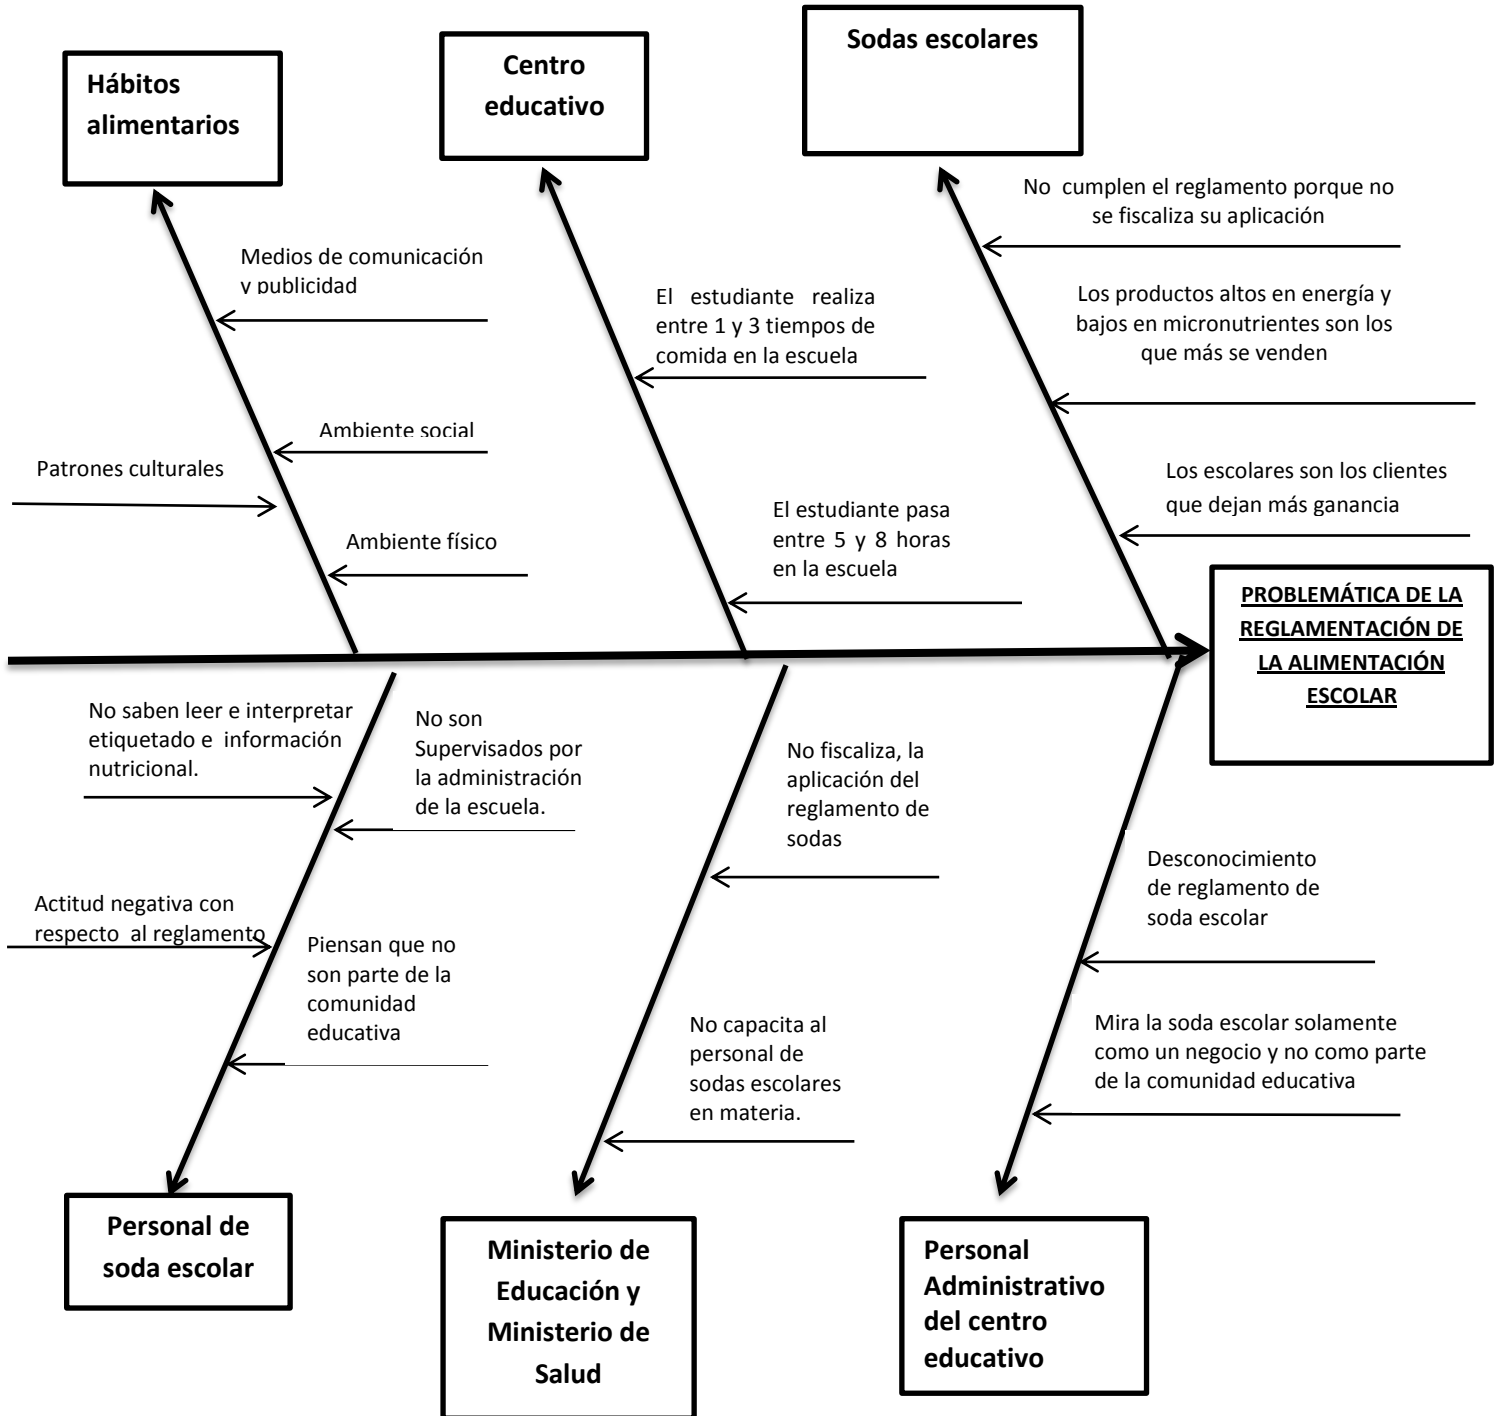 Sodas escolares
Hábitos
alimentarios
Centro
educativo
No cumplen el reglamento porque no
se fiscaliza su aplicación
Medios de comunicación
y publicidad
El estudiante realiza
entre 1 y 3 tiempos de
comida en la escuela
Los productos altos en energía y
bajos en micronutrientes son los
que más se venden
Ambiente social
Patrones culturales
Ambiente físico
El estudiante pasa
entre 5 y 8 horas
en la escuela
Los escolares son los clientes
que dejan más ganancia
PROBLEMÁTICA DE LA
REGLAMENTACIÓN DE
LA ALIMENTACIÓN
ESCOLAR
No saben leer e interpretar
etiquetado e información
nutricional.
No son
Supervisados por
la administración
de la escuela.
No fiscaliza, la
aplicación del
reglamento de
sodas
Desconocimiento
de reglamento de
soda escolar
Actitud negativa con
respecto al reglamento
Piensan que no
son parte de la
comunidad
educativa
No capacita al
personal de
sodas escolares
en materia.
Mira la soda escolar solamente
como un negocio y no como parte
de la comunidad educativa
Personal de
soda escolar
Ministerio de
Educación y
Ministerio de
Salud
Personal
Administrativo
del centro
educativo